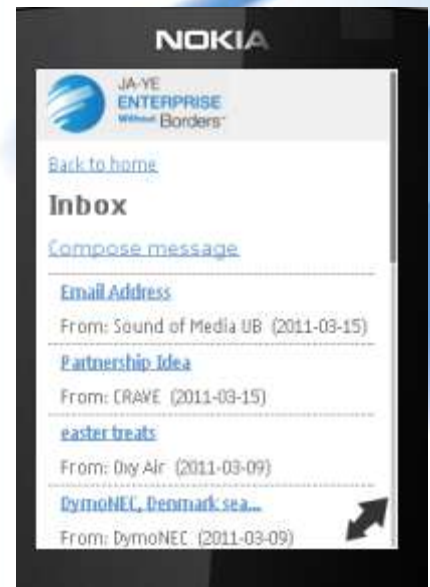 NOKIA
JA-YE
ENTERPRISE
Without Borders™
Back to home
Inbox
Compose message
Email Address
From: Sound of Media UB (2011-03-15)
Partnership Idea
From: CRAVE (2011-03-15)
easter treats
From: Oxy Air (2011-03-09)
DymoNEC, Denmark sea...
From: DymoNEC (2011-03-09)